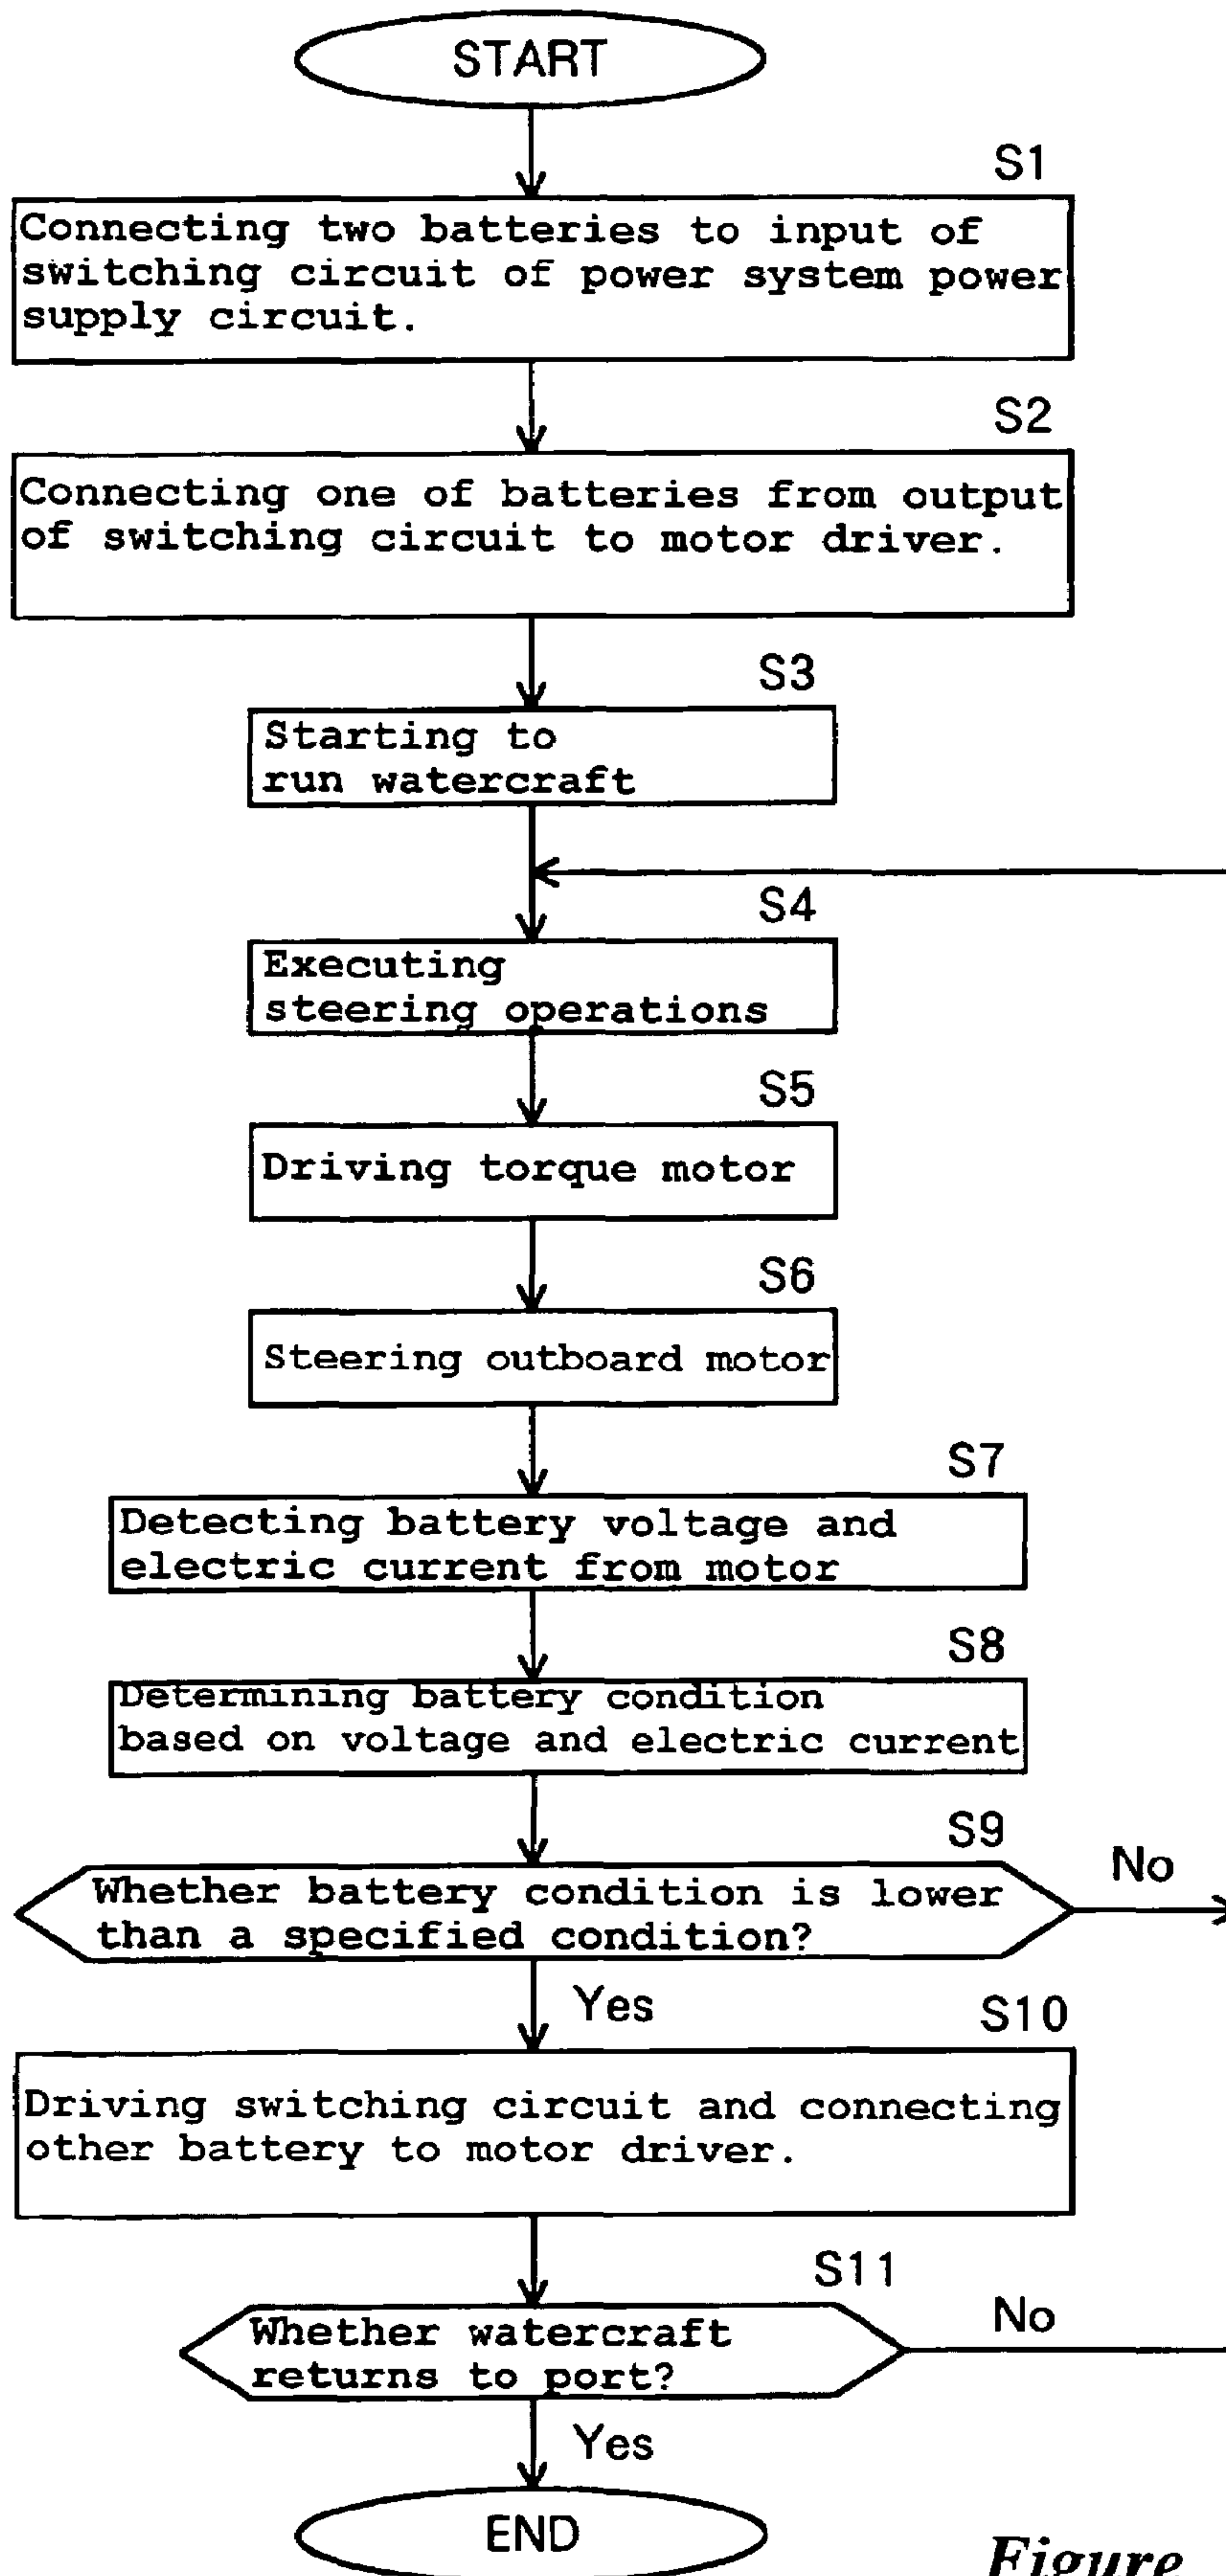 START
S1
Connecting two batteries to input of
switching circuit of power system power
supply circuit.
S2
Connecting one of batteries from output
of switching circuit to motor driver.
S3
Starting to
run watercraft
S4
Executing
steering operations
S5
Driving torque motor
S6
Steering outboard motor
S7
Detecting battery voltage and
electric current from motor
S8
Determining battery condition
based on voltage and electric current
S9
Whether battery condition is lower
than a specified condition?
No
Yes
S10
Driving switching circuit and connecting
other battery to motor driver.
S11
Whether watercraft
returns to port?
No
Yes
END
Figure